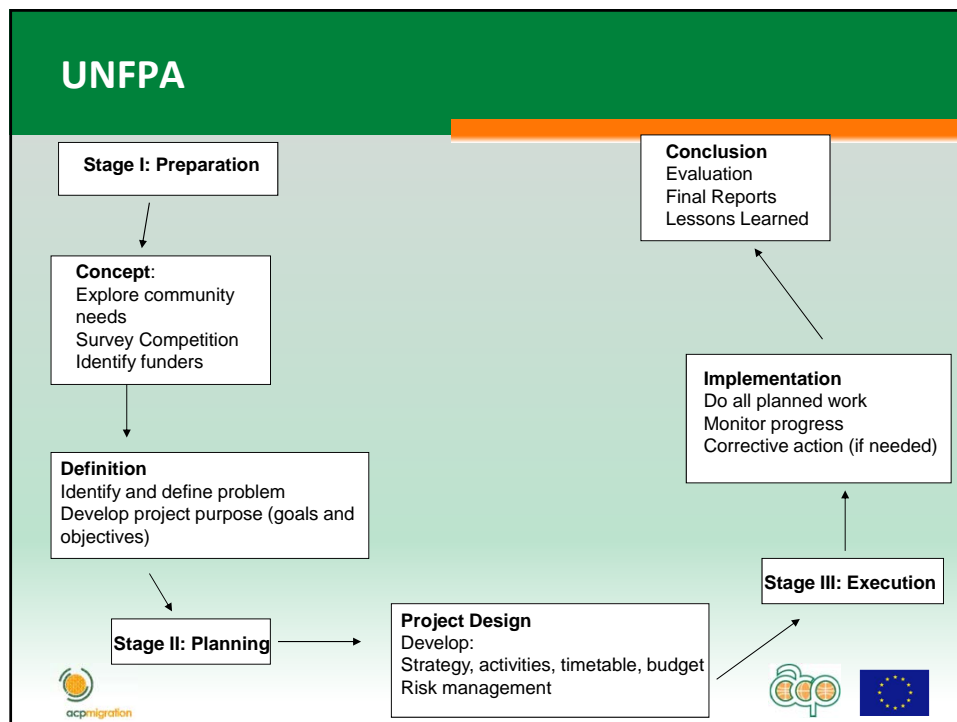 UNFPA
Stage I: Preparation
Concept:
Explore community
needs
Survey Competition
Identify funders
Definition
Identify and define problem
Develop project purpose (goals and
objectives)
Stage II: Planning
Project Design
Develop:
Strategy, activities, timetable, budget
Risk management
Stage III: Execution
Implementation
Do all planned work
Monitor progress
Corrective action (if needed)
Conclusion
Evaluation
Final Reports
Lessons Learned
acpmigration
acp